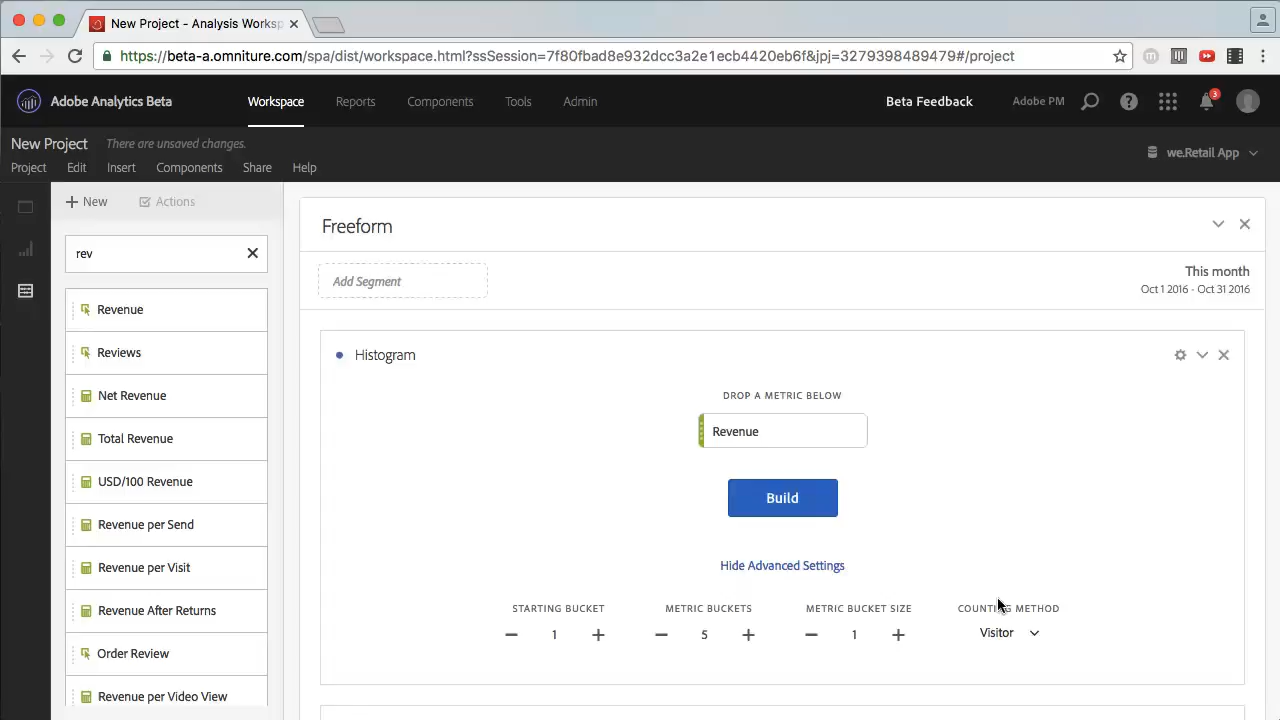 New Project - Analysis Worksp
https://beta-a.omniture.com/spa/dist/workspace.html?ssSession=7f80fbad8e932dcc3a2e1ecb4420eb6f&jpj=3279398489479#/project
Adobe Analytics Beta
Workspace
Reports
Components
Tools
Admin
Beta Feedback
Adobe PM
3
New Project
There are unsaved changes.
Project
Edit
Insert
Components
Share
Help
we.Retail App
+ New
Actions
rev
Revenue
Reviews
Net Revenue
Total Revenue
USD/100 Revenue
Revenue per Send
Revenue per Visit
Revenue After Returns
Order Review
Revenue per Video View
Freeform
Add Segment
This month
Oct 1 2016 - Oct 31 2016
Histogram
DROP A METRIC BELOW
Revenue
Build
Hide Advanced Settings
STARTING BUCKET
METRIC BUCKETS
METRIC BUCKET SIZE
COUNTING METHOD
− 1 +
− 5 +
− 1 +
Visitor